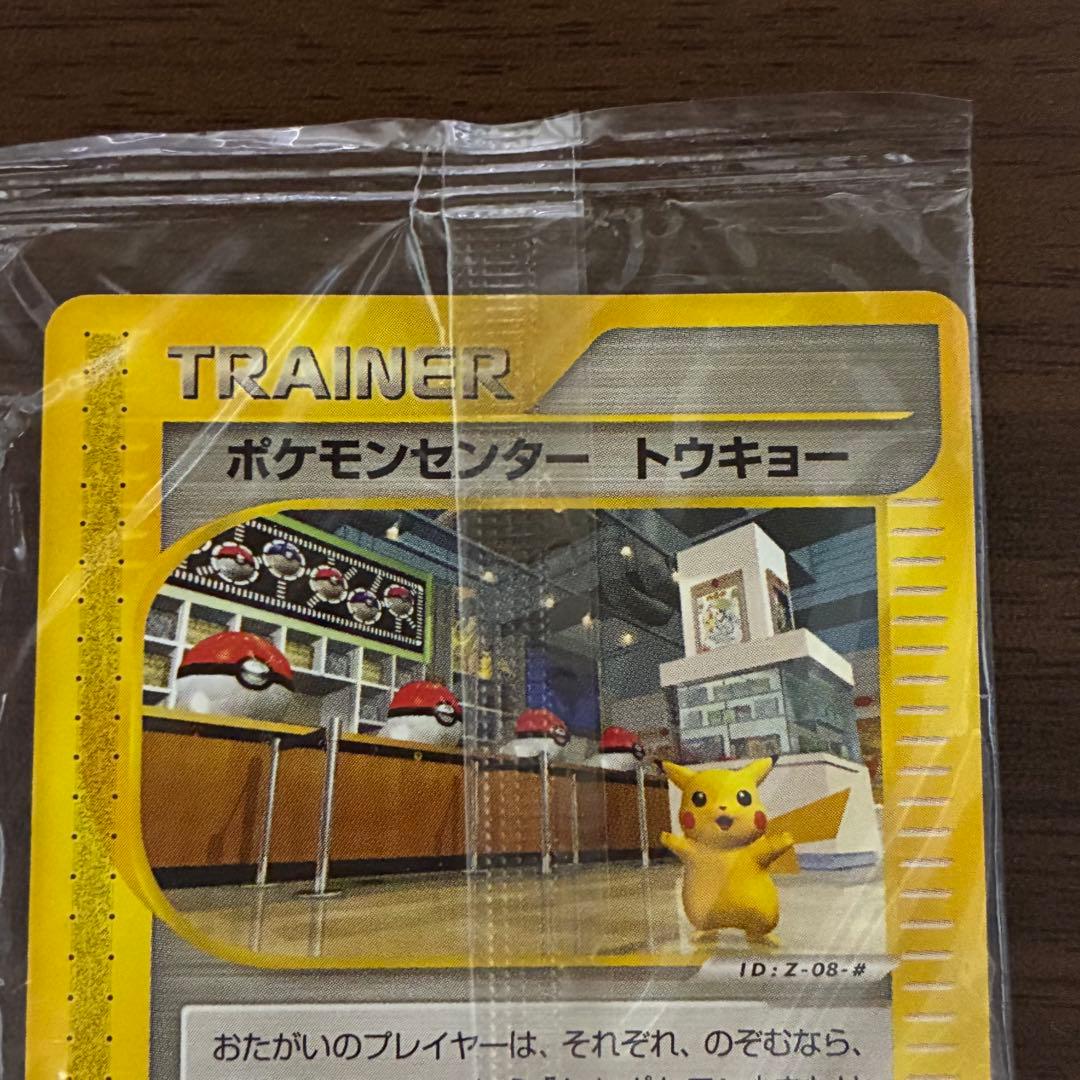 TRAINER
ポケモンセンター トウキョー
ID:Z-08-#
おたがいのプレイヤーは、それぞれ、のぞむなら、